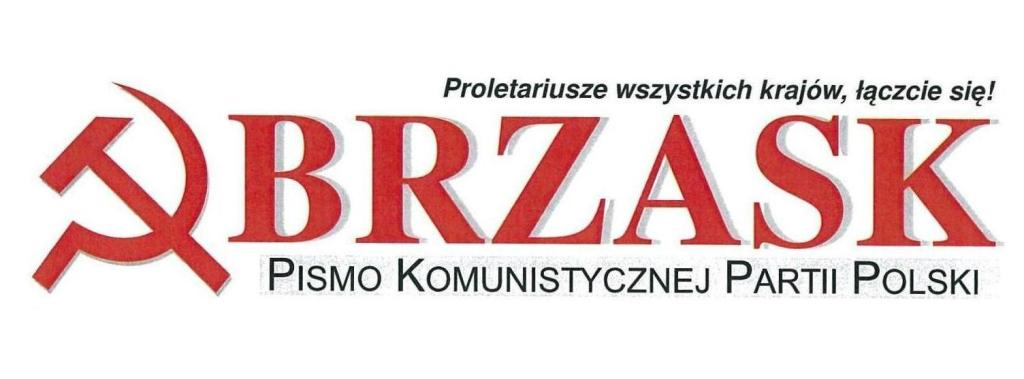 Proletariusze wszystkich krajów, łączcie się!
BRZASK
PISMO KOMUNISTYCZNEJ PARTII POLSKI